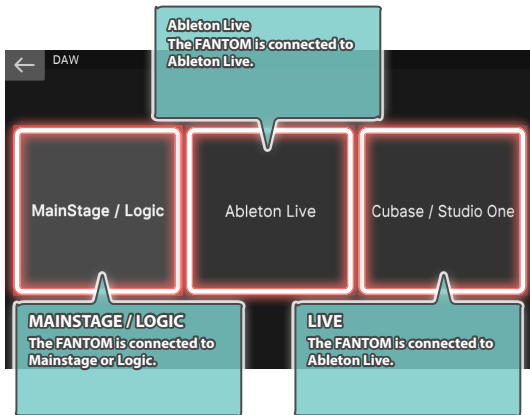 Ableton Live
The FANTOM is connected to
Ableton Live.
DAW
MainStage / Logic
Ableton Live
Cubase / Studio One
MAINSTAGE / LOGIC
The FANTOM is connected to
Mainstage or Logic.
LIVE
The FANTOM is connected to
Ableton Live.